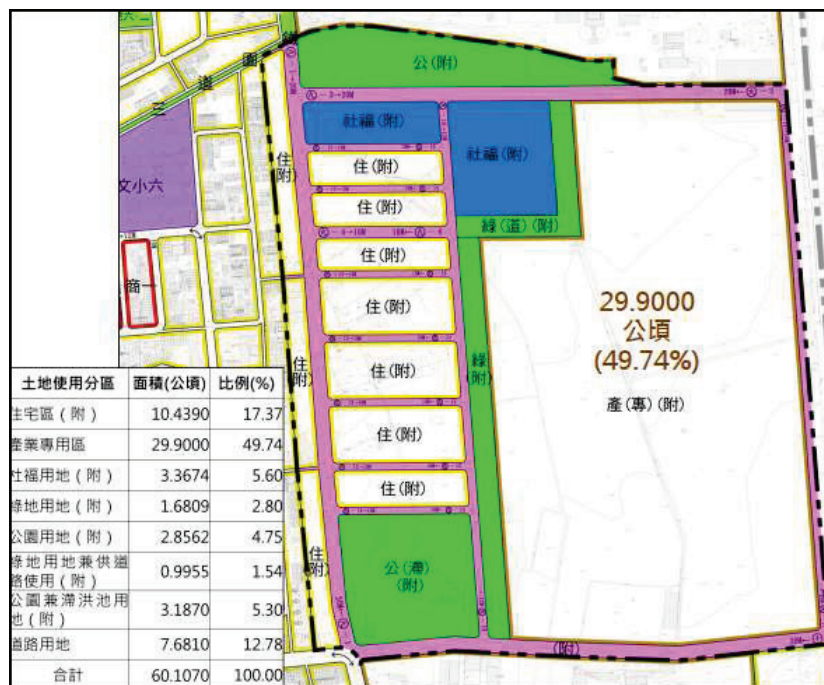 公(附)
三
道
園
社福(附)
社福(附)
住(附)
住(附)
住(附)
綠(道)(附)
文小六
住(附)
商一
住(附)
29.9000
公頃
(49.74%)
產(專)(附)
綠(附)
住(附)
住(附)
住(附)
住(附)
住(附)
公(滯)
(附)
住(附)
(附)
土地使用分區 面積(公頃) 比例(%)
住宅區(附) 10.4390 17.37
產業專用區 29.9000 49.74
社福用地(附) 3.3674 5.60
綠地用地(附) 1.6809 2.80
公園用地(附) 2.8562 4.75
綠地用地兼供道
路使用(附) 0.9955 1.54
公園兼滯洪池用
地(附) 3.1870 5.30
道路用地 7.6810 12.78
合計 60.1070 100.00